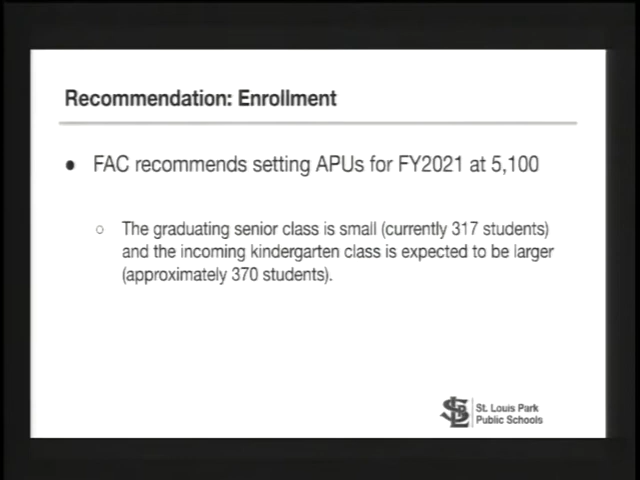 Recommendation: Enrollment
● FAC recommends setting APUs for FY2021 at 5,100
○ The graduating senior class is small (currently 317 students)
and the incoming kindergarten class is expected to be larger
(approximately 370 students).
SLP St. Louis Park
Public Schools